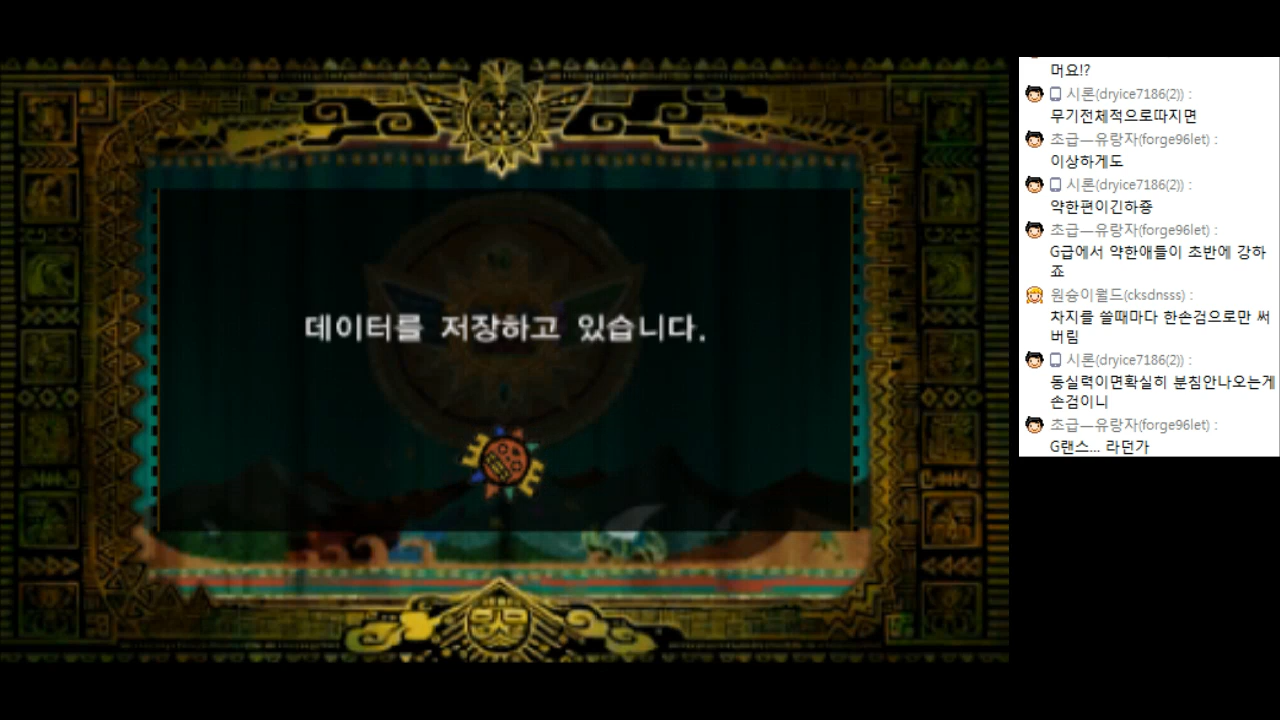 데이터를 저장하고 있습니다.
머요!?
시론(dryice7186(2)) :
무기전체적으로따지면
초급—유랑자(forge96let) :
이상하게도
시론(dryice7186(2)) :
약한편이긴하죵
초급—유랑자(forge96let) :
G급에서 약한애들이 초반에 강하
죠
원숭이월드(cksdnsss) :
차지를 쓸때마다 한손검으로만 써
버림
시론(dryice7186(2)) :
동실력이면확실히 분침안나오는게
손검이니
초급—유랑자(forge96let) :
G랜스... 라던가